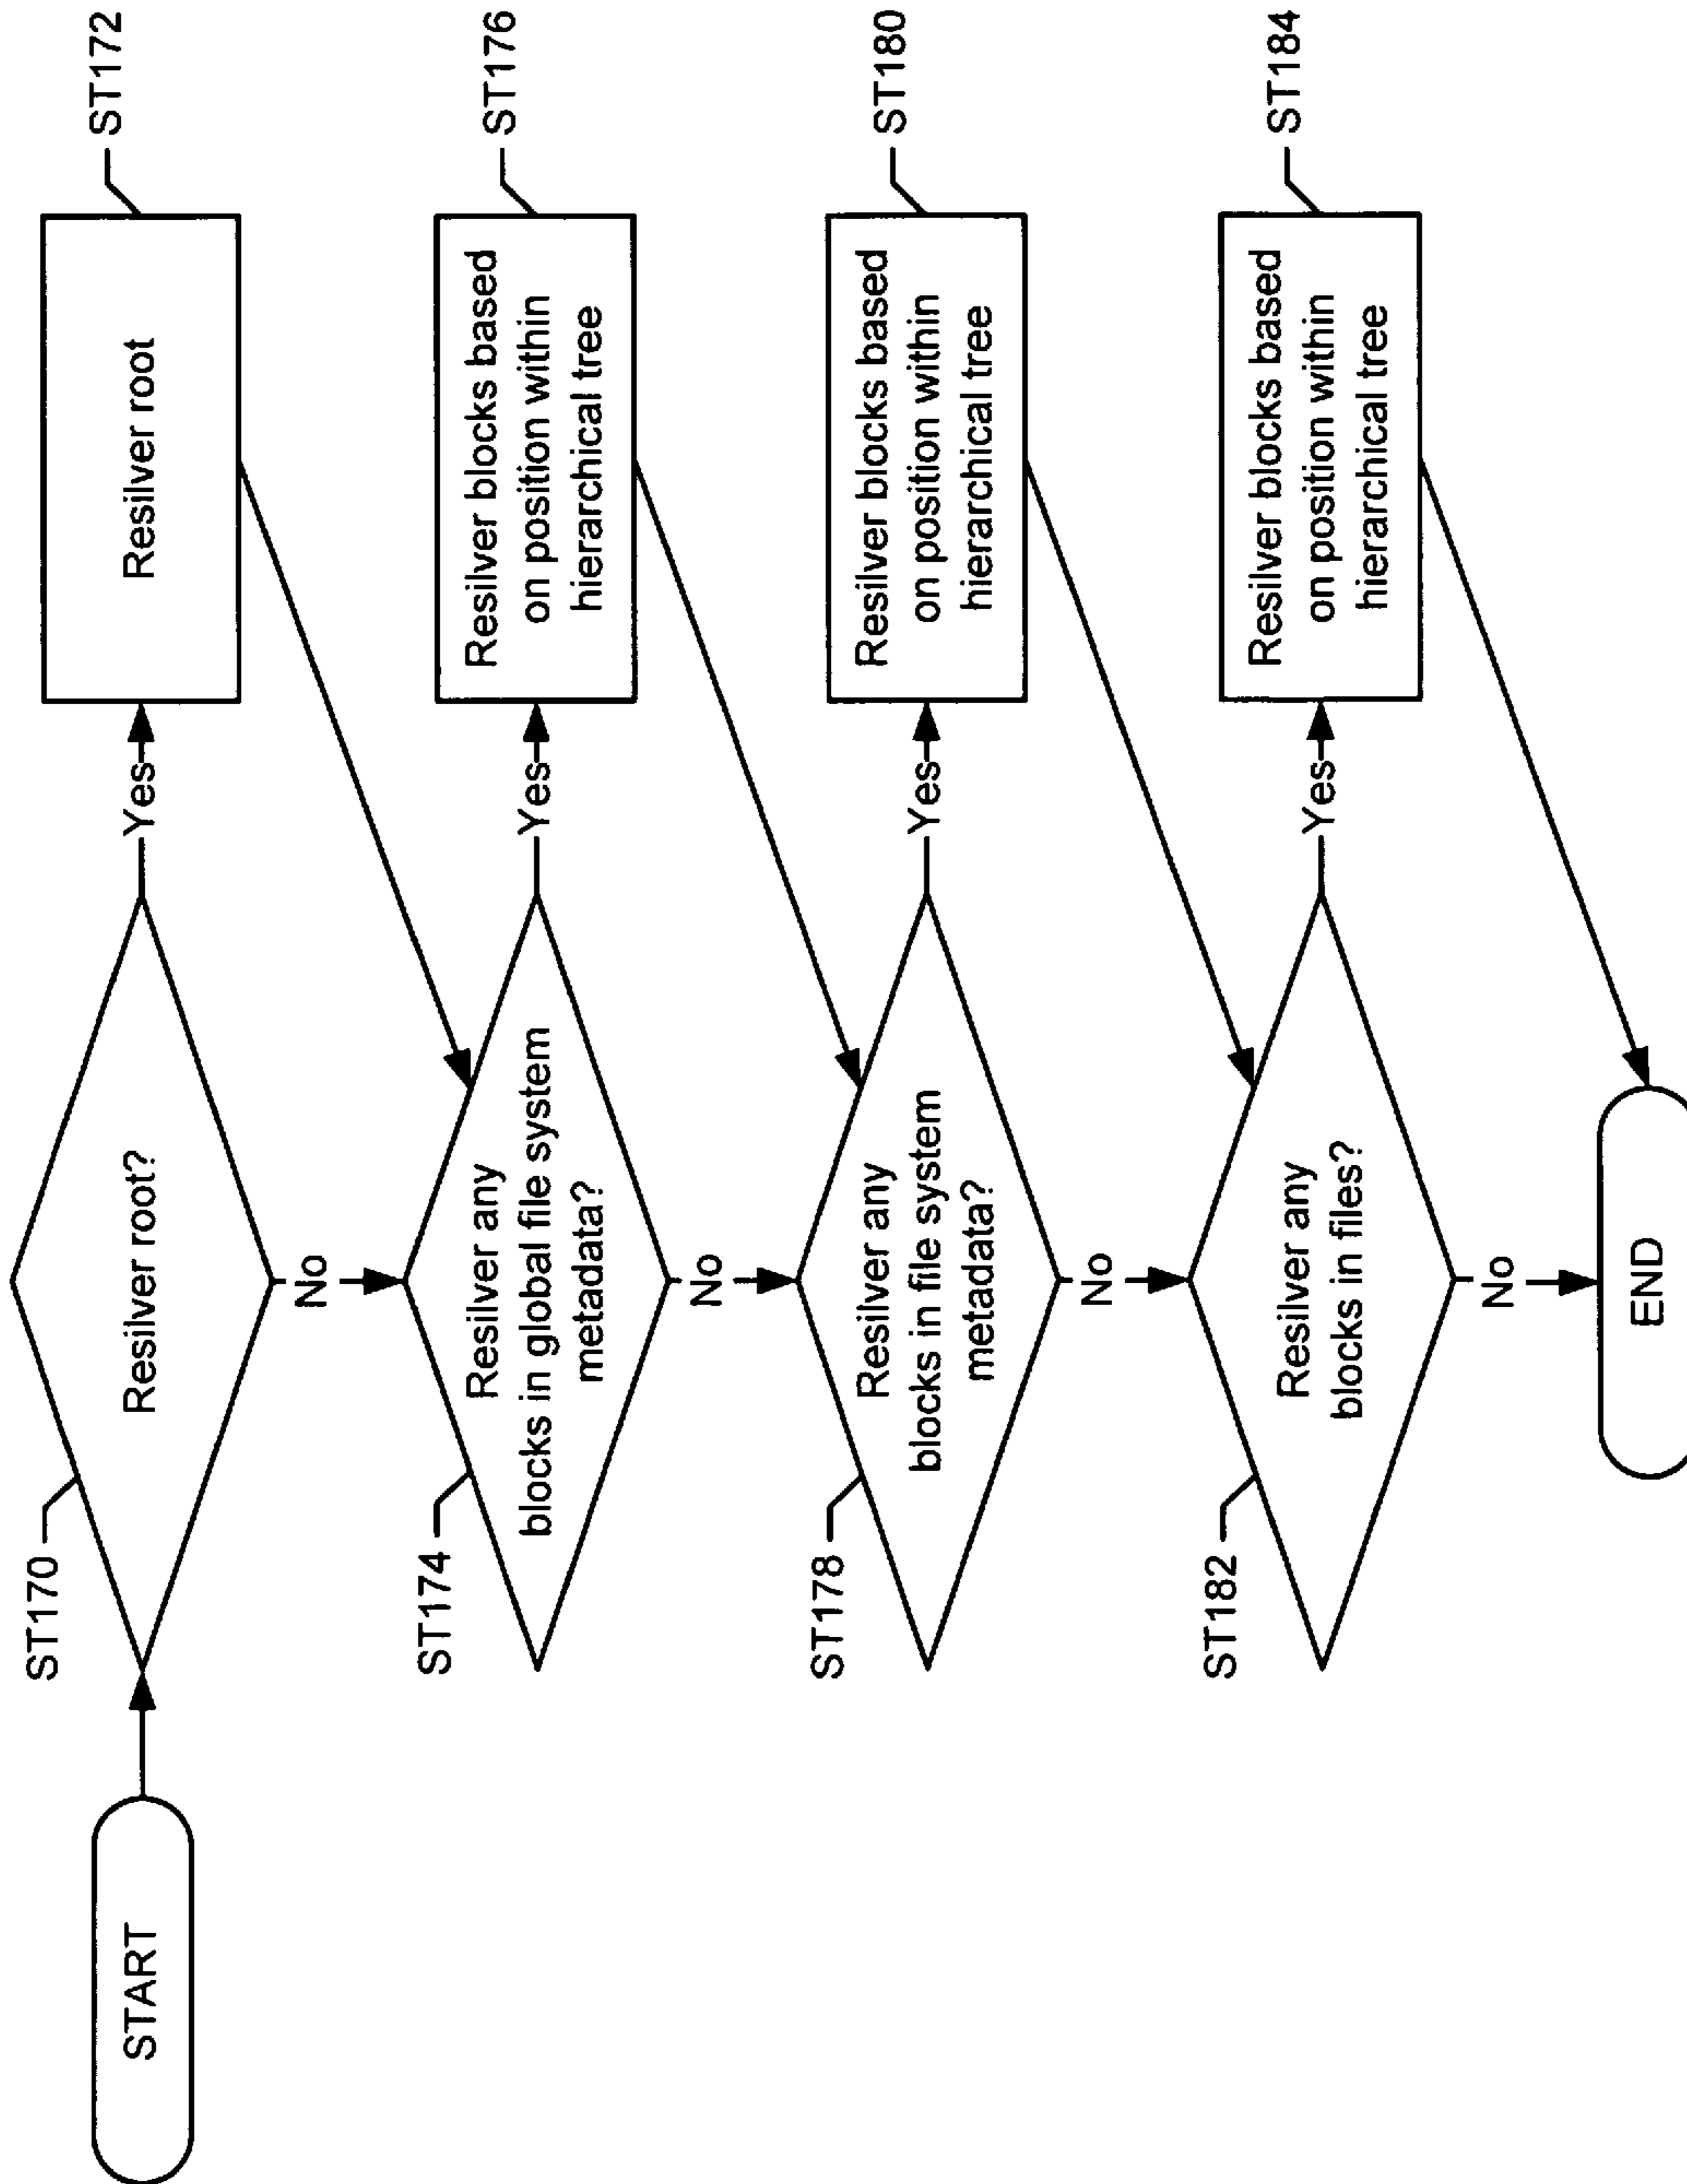 START
ST170
Resilver root?
Yes
Resilver root
ST172
No
ST174
Resilver any
blocks in global file system
metadata?
Yes
Resilver blocks based
on position within
hierarchical tree
ST176
No
ST178
Resilver any
blocks in file system
metadata?
Yes
Resilver blocks based
on position within
hierarchical tree
ST180
No
ST182
Resilver any
blocks in files?
Yes
Resilver blocks based
on position within
hierarchical tree
ST184
No
END